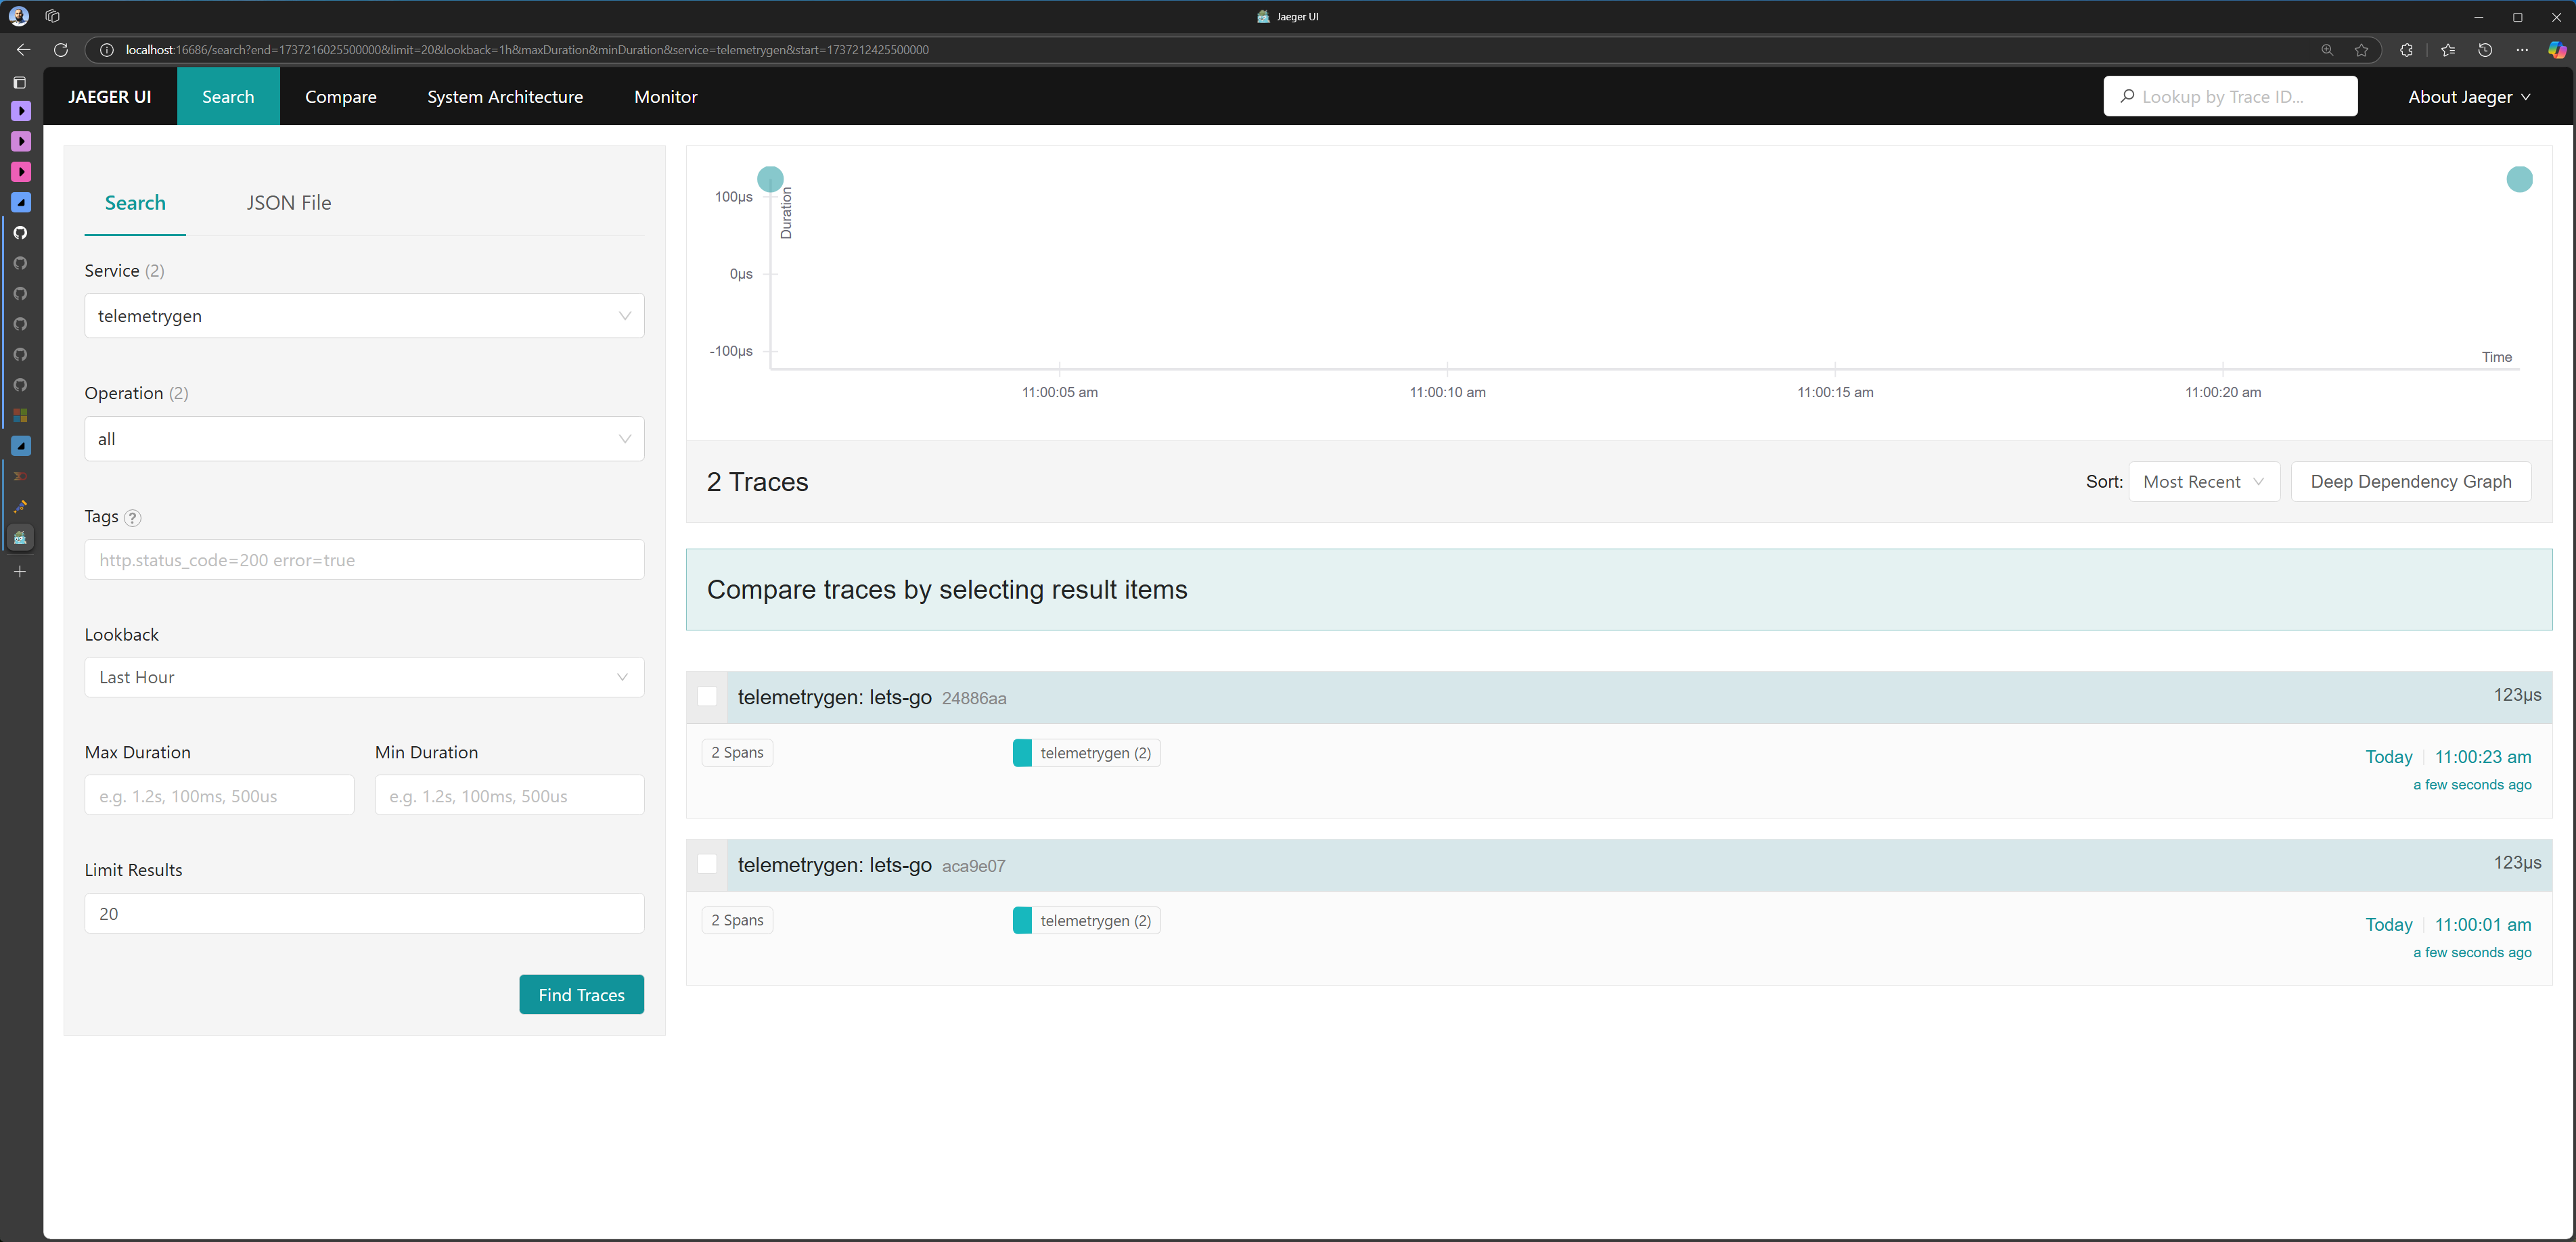 Jaeger UI
localhost:16686/search?end=1737216025500000&limit=20&lookback=1h&maxDuration&minDuration&service=telemetrygen&start=1737212425500000
JAEGER UI
Search
Compare
System Architecture
Monitor
Lookup by Trace ID...
About Jaeger
Search
JSON File
Service (2)
telemetrygen
Operation (2)
all
Tags ?
http.status_code=200 error=true
Lookback
Last Hour
Max Duration
Min Duration
e.g. 1.2s, 100ms, 500us
e.g. 1.2s, 100ms, 500us
Limit Results
20
Find Traces
Duration
100μs
0μs
-100μs
Time
11:00:05 am
11:00:10 am
11:00:15 am
11:00:20 am
2 Traces
Sort:
Most Recent
Deep Dependency Graph
Compare traces by selecting result items
telemetrygen: lets-go 24886aa
123μs
2 Spans
telemetrygen (2)
Today
11:00:23 am
a few seconds ago
telemetrygen: lets-go aca9e07
123μs
2 Spans
telemetrygen (2)
Today
11:00:01 am
a few seconds ago